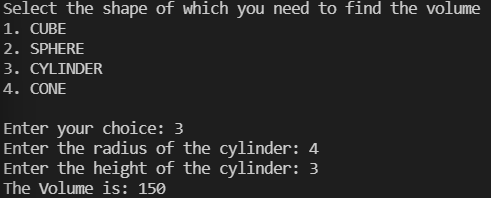 Select the shape of which you need to find the volume
1. CUBE
2. SPHERE
3. CYLINDER
4. CONE
Enter your choice: 3
Enter the radius of the cylinder: 4
Enter the height of the cylinder: 3
The Volume is: 150